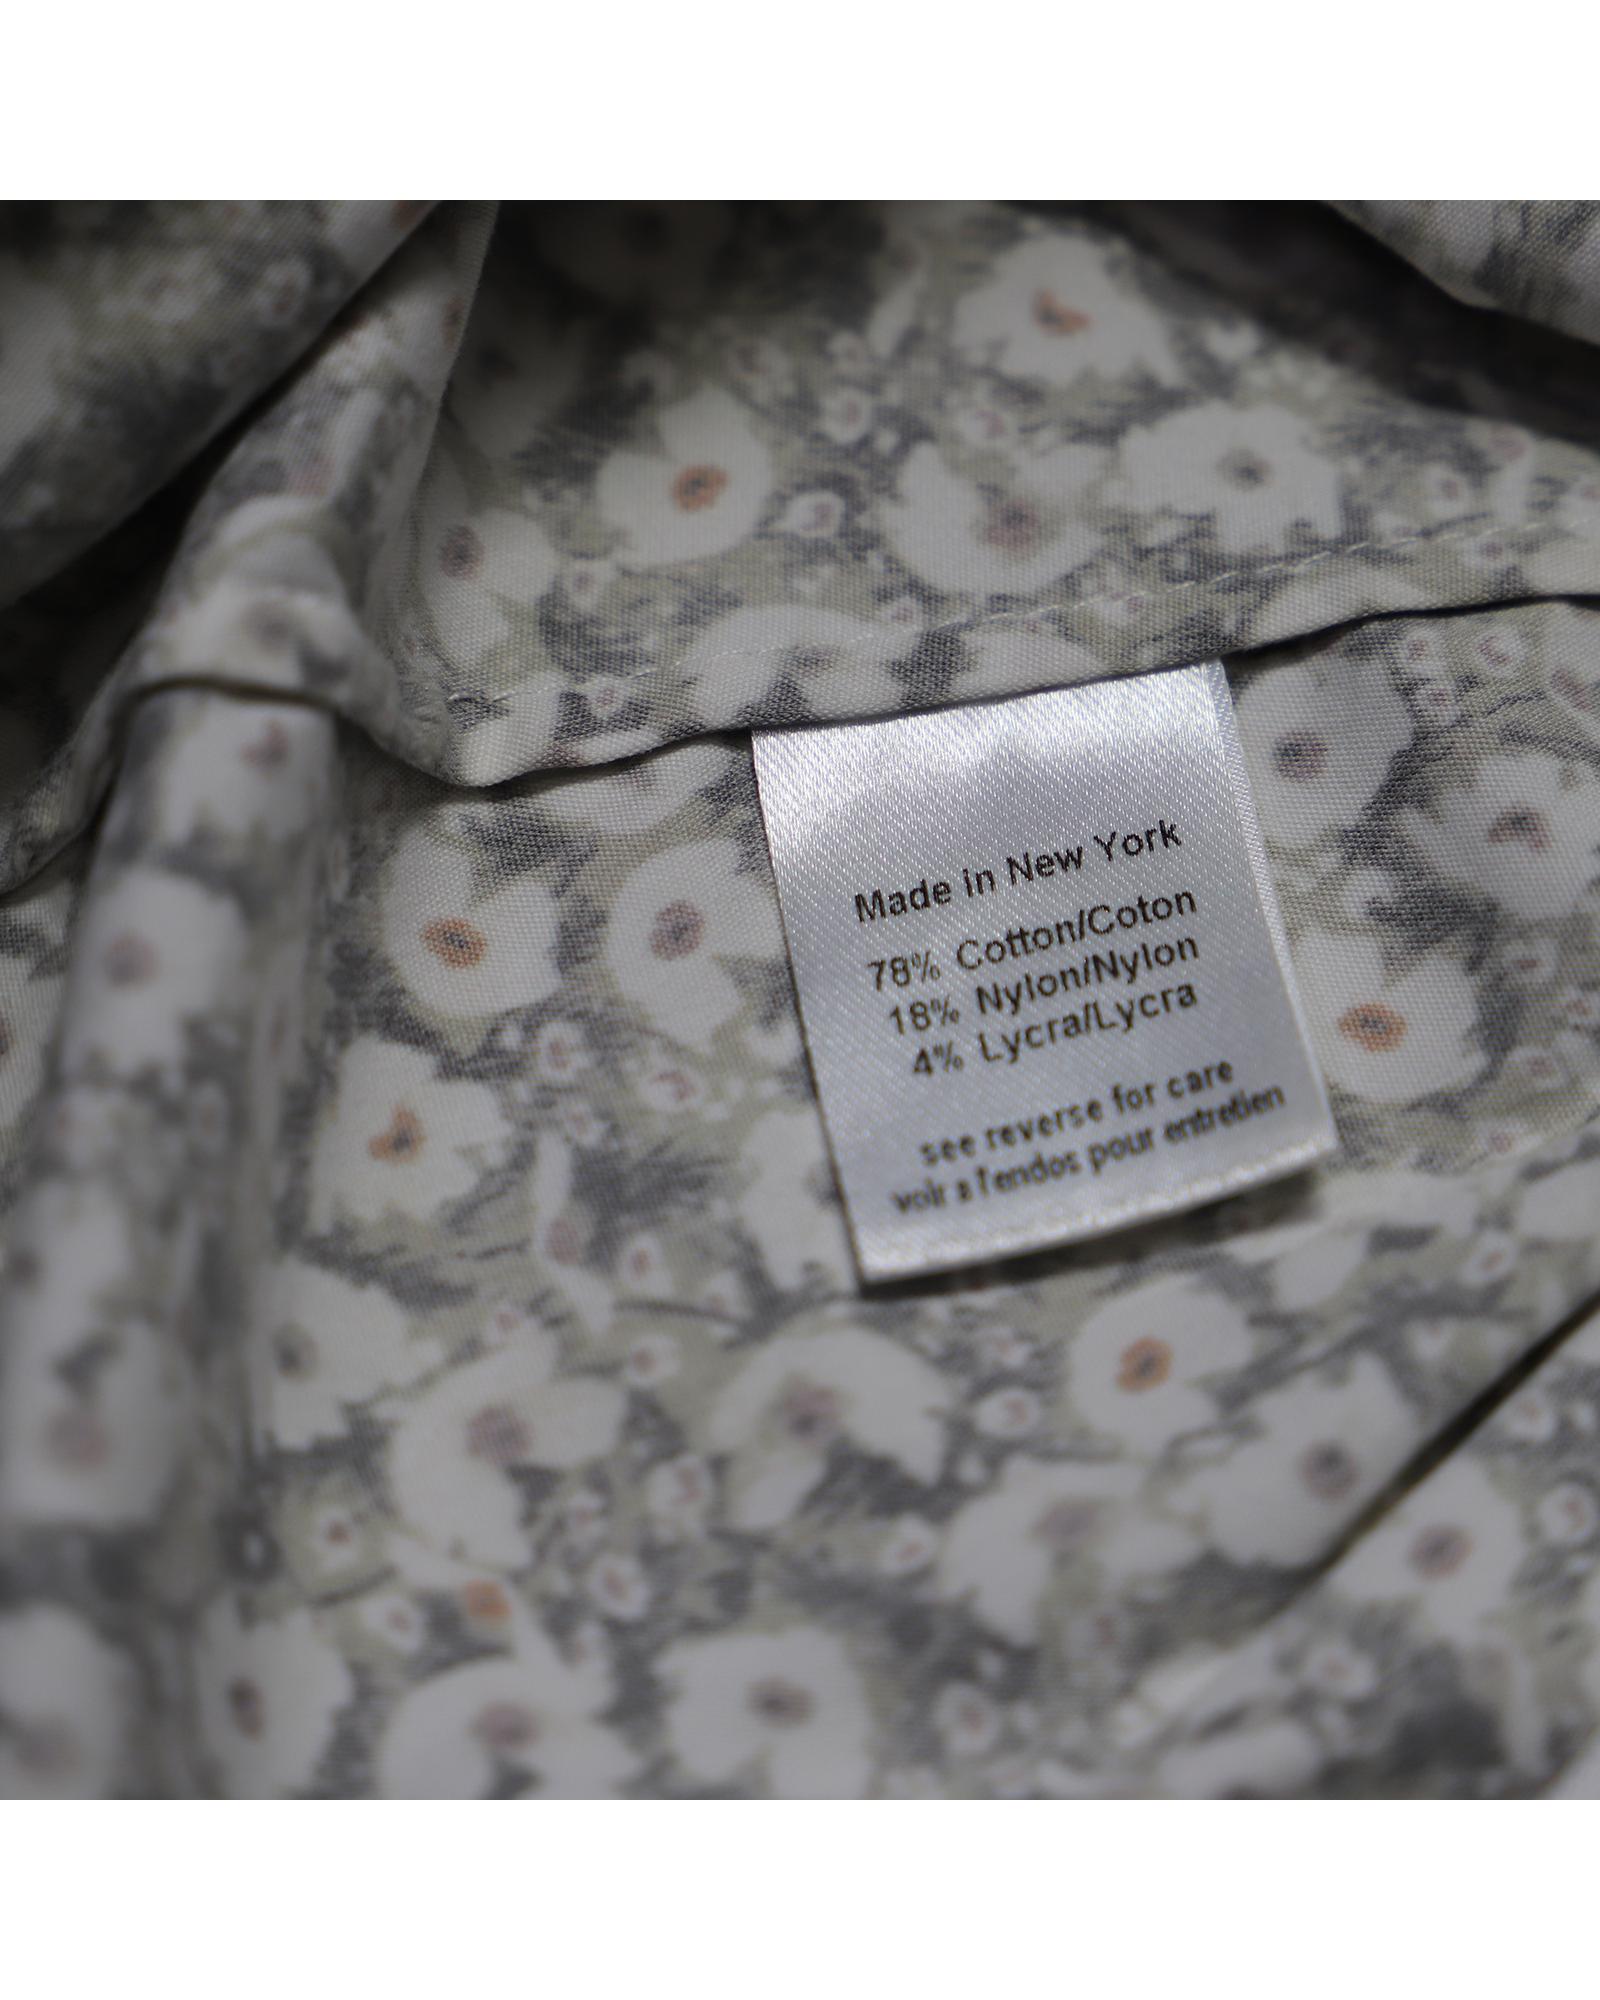 Made in New York
78% Cotton/Coton
18% Nylon/Nylon
4% Lycra/Lycra
see reverse for care
voir a l'endos pour entretien